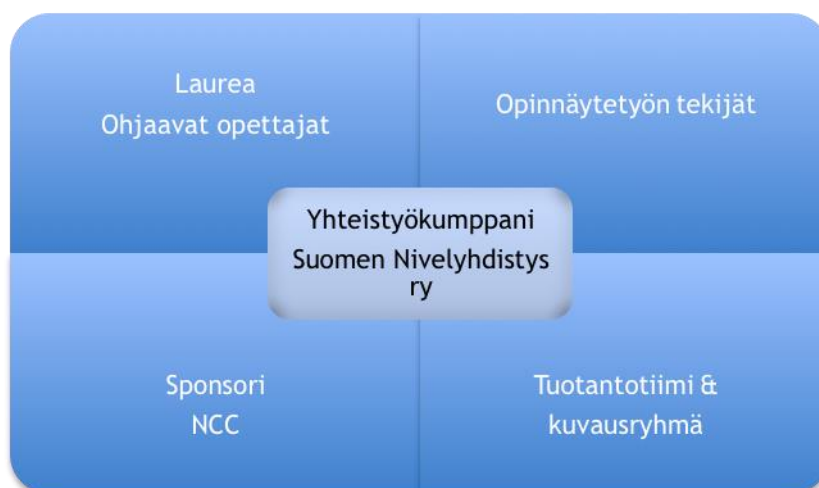 Laurea
Ohjaavat opettajat
Opinnäytetyön tekijät
Yhteistyökumppani
Suomen Nivelyhdistys
ry
Sponsori
NCC
Tuotantotiimi &
kuvausryhmä